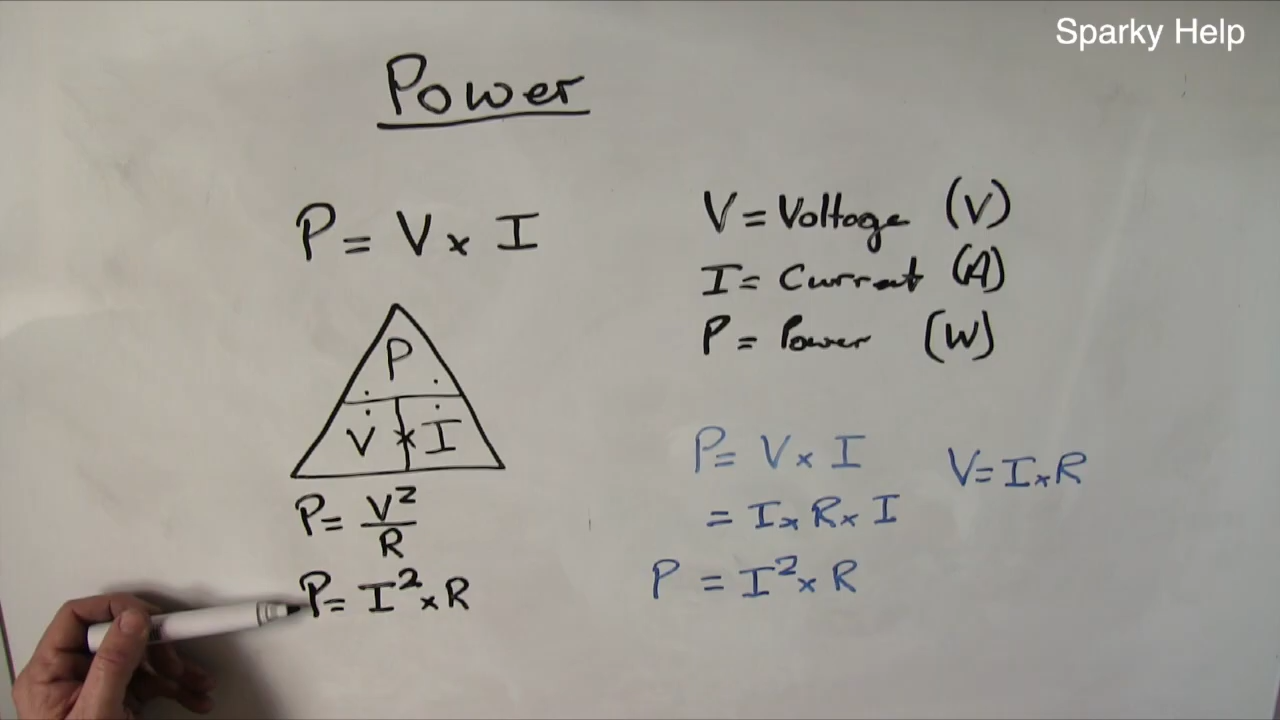 Sparky Help
Power
P = V × I
V = Voltage (V)
I = Current (A)
P = Power (W)
P
V × I
P = V²/R
P = I² × R
P = V × I
V = I × R
= I × R × I
P = I² × R